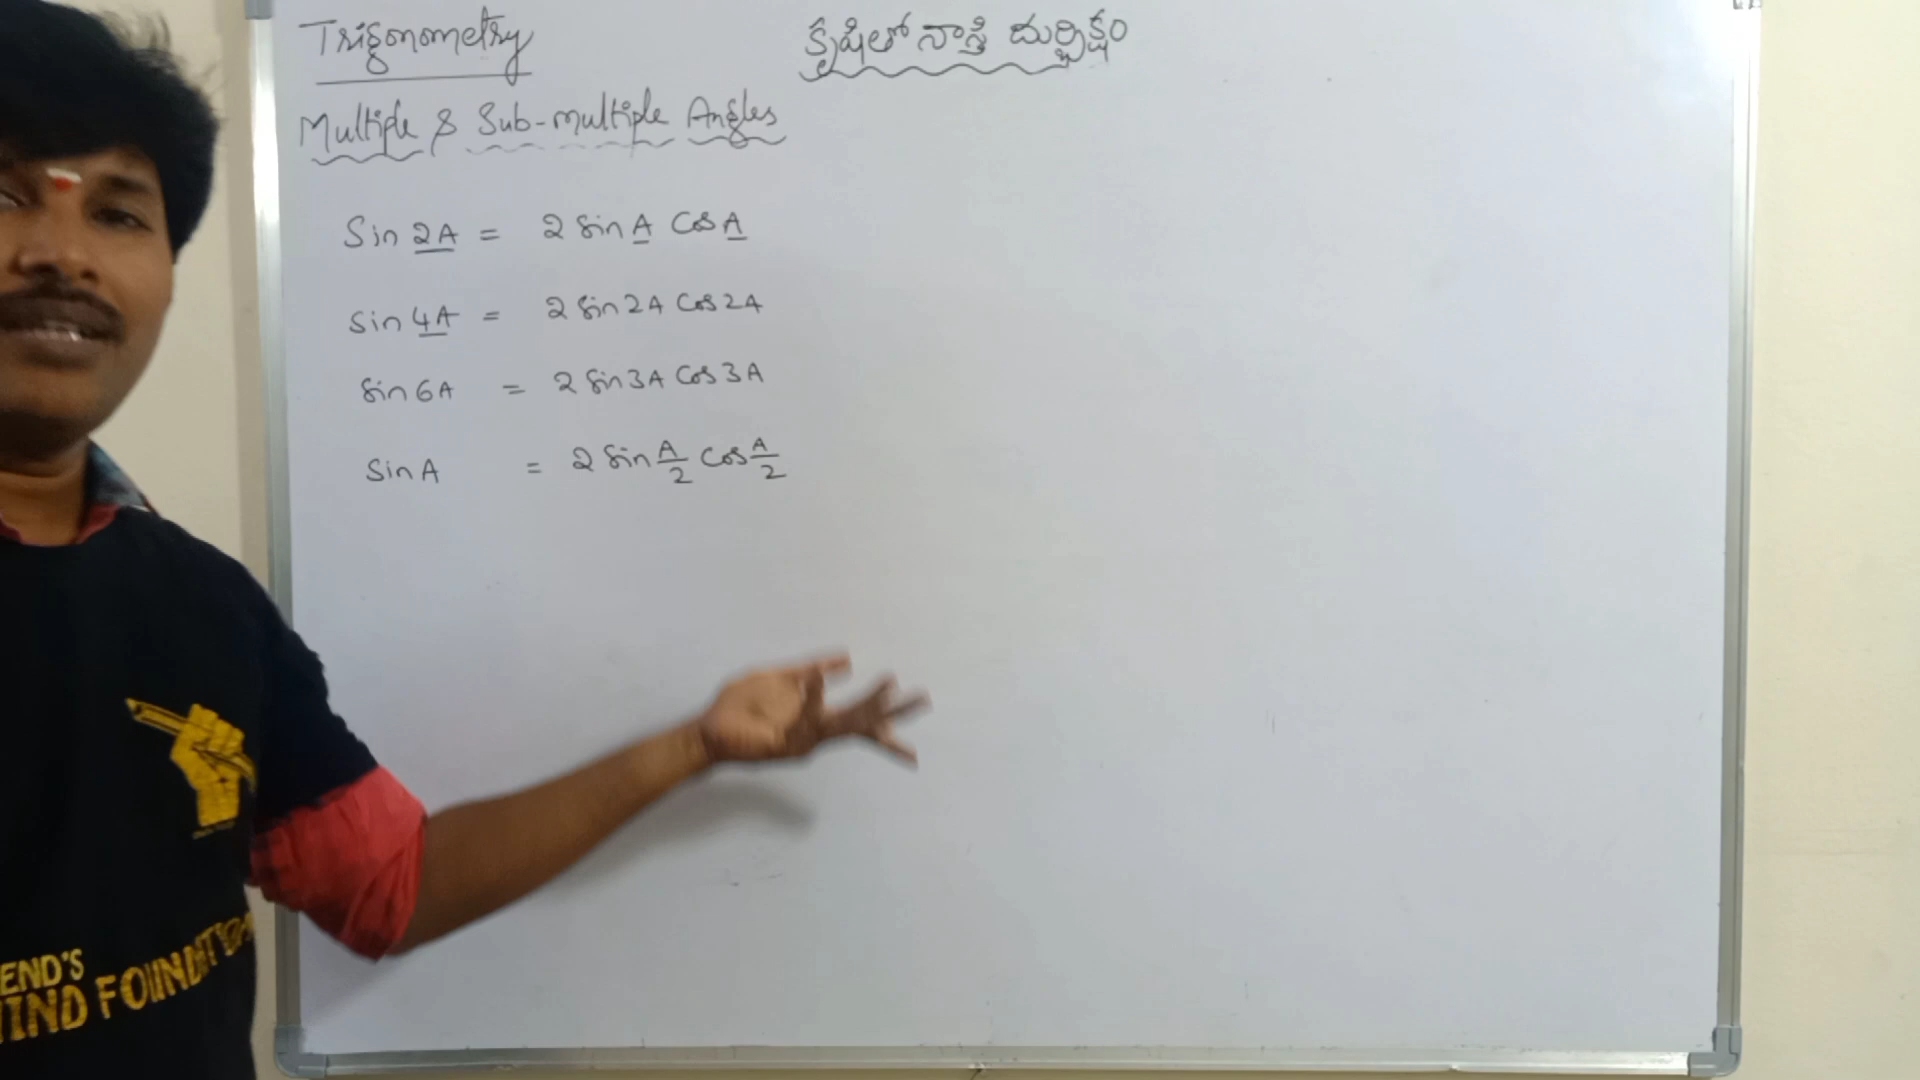 Trigonometry
కృషితో నాస్తి దుర్భిక్షం
Multiple & Sub-multiple Angles
Sin 2A = 2 Sin A Cos A
Sin 4A = 2 Sin 2A Cos 2A
Sin 6A = 2 Sin 3A Cos 3A
Sin A = 2 Sin A/2 Cos A/2
END'S
IND FOUNDATION